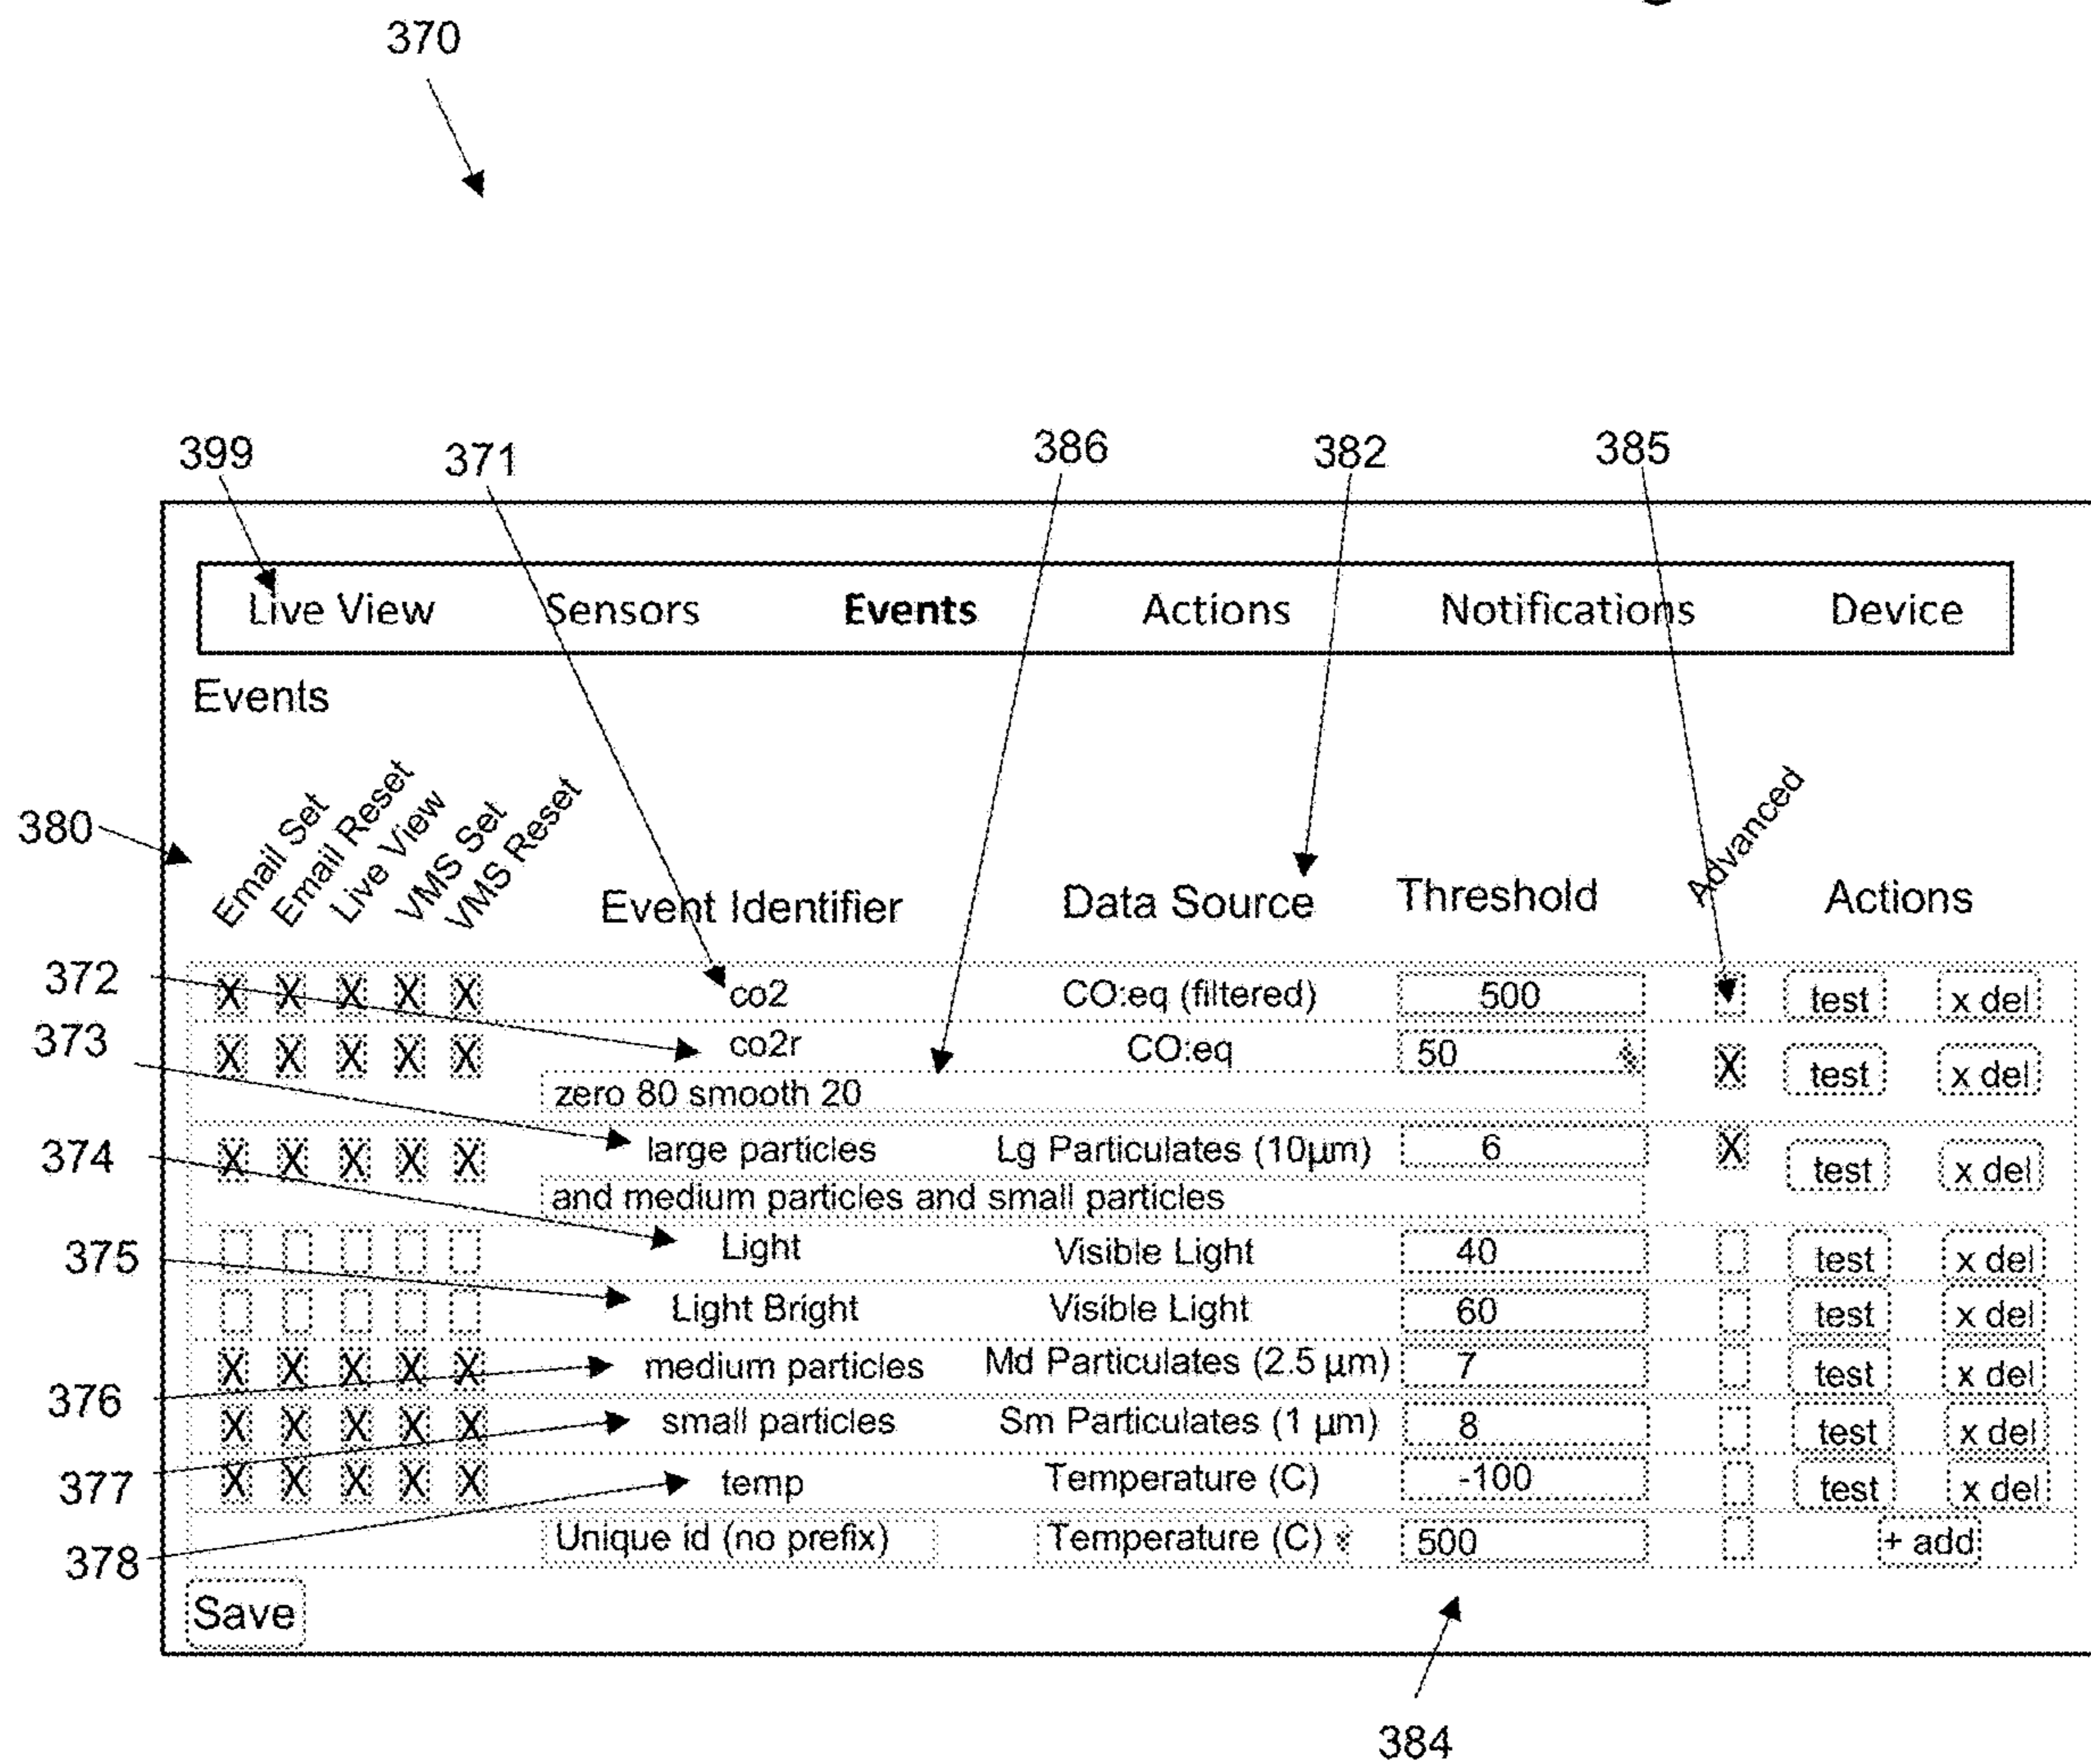 370
399 371 386 382 385
Live View Sensors Events Actions Notifications Device
Events
380
Email Set
Email Reset
Live View
VMS Set
VMS Reset
Event Identifier Data Source Threshold Advanced Actions
372
X X X X X co2 CO:eq (filtered) 500 test x del
373
X X X X X co2r CO:eq 50 X test x del
zero 80 smooth 20
374
X X X X X large particles Lg Particulates (10µm) 6 X test x del
and medium particles and small particles
375
Light Visible Light 40 test x del
Light Bright Visible Light 60 test x del
376
X X X X X medium particles Md Particulates (2.5 µm) 7 test x del
X X X X X small particles Sm Particulates (1 µm) 8 test x del
377
X X X X X temp Temperature (C) -100 test x del
378
Unique id (no prefix) Temperature (C) 500 + add
Save
384